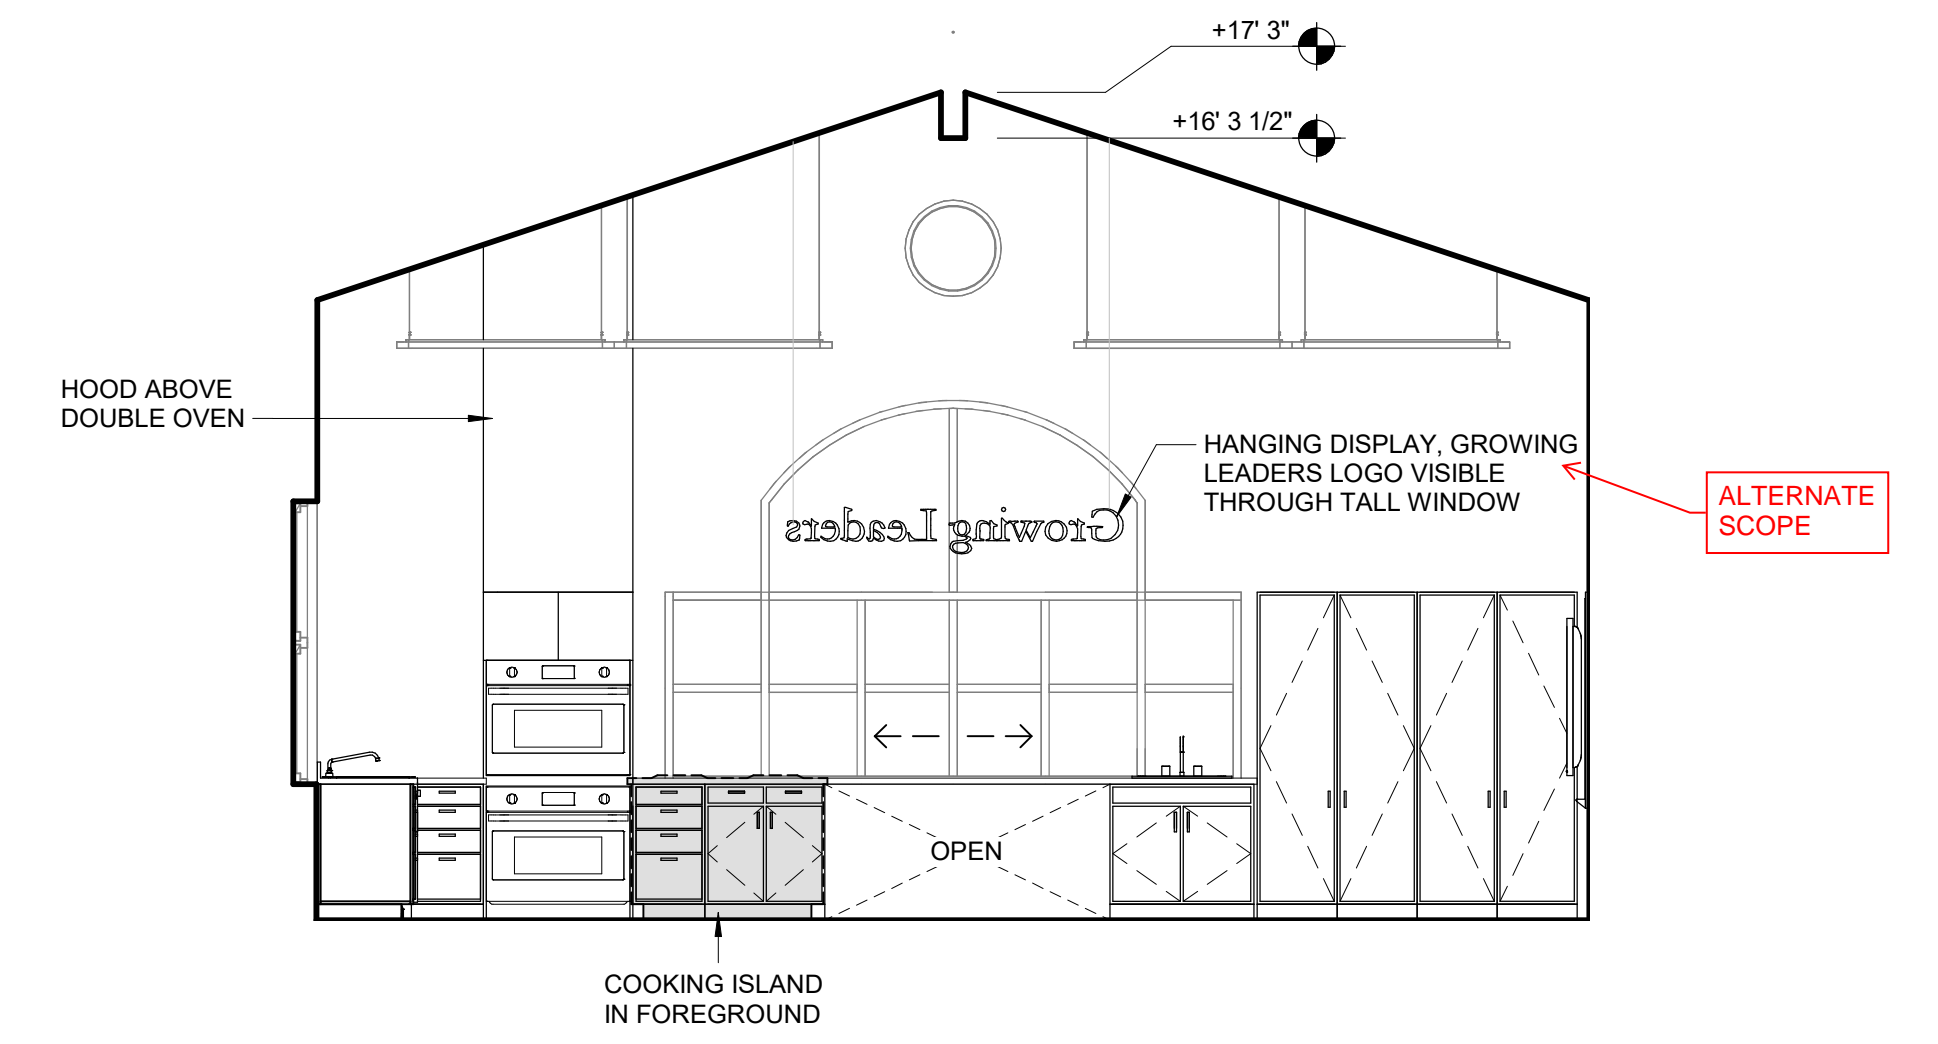 +17' 3"
+16' 3 1/2"
HOOD ABOVE
DOUBLE OVEN
HANGING DISPLAY, GROWING
LEADERS LOGO VISIBLE
THROUGH TALL WINDOW
ALTERNATE
SCOPE
Growing Leaders
OPEN
COOKING ISLAND
IN FOREGROUND